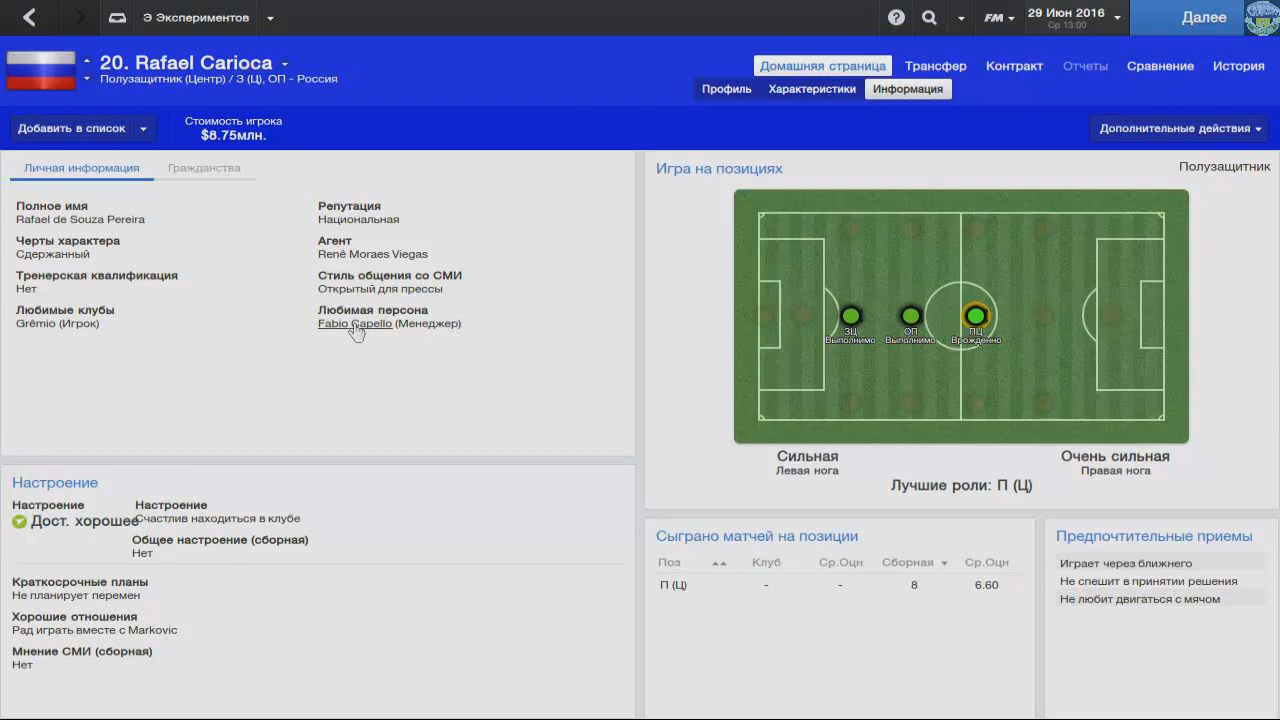 Э Экспериментов
FM
29 Июн 2016
Ср 13:00
Далее
20. Rafael Carioca
Полузащитник (Центр) / З (Ц), ОП - Россия
Домашняя страница
Трансфер
Контракт
Отчеты
Сравнение
История
Профиль
Характеристики
Информация
Добавить в список
Стоимость игрока
$8.75млн.
Дополнительные действия
Личная информация
Гражданства
Полное имя
Rafael de Souza Pereira
Репутация
Национальная
Черты характера
Сдержанный
Агент
Renê Moraes Viegas
Тренерская квалификация
Нет
Стиль общения со СМИ
Открытый для прессы
Любимые клубы
Grêmio (Игрок)
Любимая персона
Fabio Capello (Менеджер)
Настроение
Настроение
Дост. хорошее
Настроение
Счастлив находиться в клубе
Общее настроение (сборная)
Нет
Краткосрочные планы
Не планирует перемен
Хорошие отношения
Рад играть вместе с Markovic
Мнение СМИ (сборная)
Нет
Игра на позициях
Полузащитник
ЗЦ
Выполнимо
ОП
Выполнимо
ПЦ
Врожденно
Сильная
Левая нога
Очень сильная
Правая нога
Лучшие роли: П (Ц)
Сыграно матчей на позиции
Поз Клуб Ср.Оцн Сборная Ср.Оцн
П (Ц) - - 8 6.60
Предпочтительные приемы
Играет через ближнего
Не спешит в принятии решения
Не любит двигаться с мячом